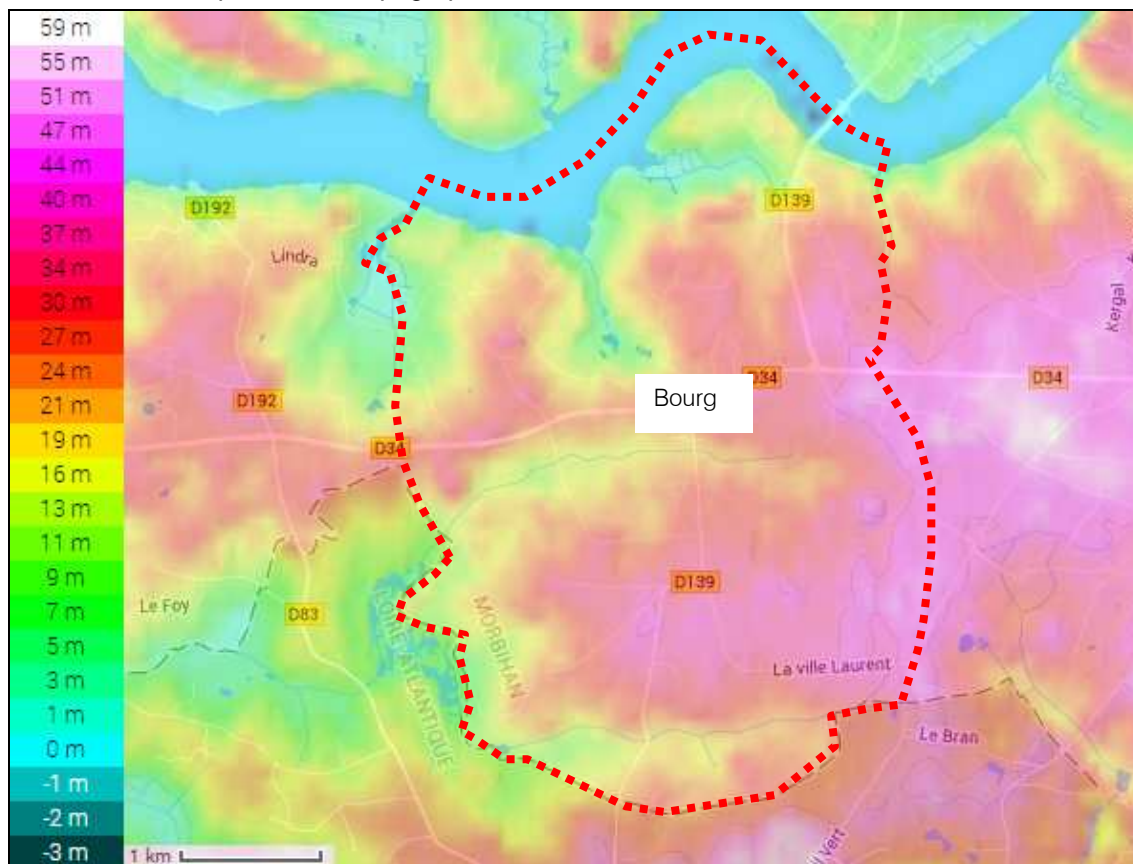 59 m
55 m
51 m
47 m
44 m
40 m
37 m
34 m
30 m
27 m
24 m
21 m
19 m
16 m
13 m
11 m
9 m
7 m
5 m
3 m
1 m
0 m
-1 m
-2 m
-3 m
D192
D139
Lindra
Kergal
D34
D34
D192
Bourg
D34
D139
Le Foy
D83
MORBIHAN
LOIRE ATLANTIQUE
La ville Laurent
Le Bran
Vert
1 km